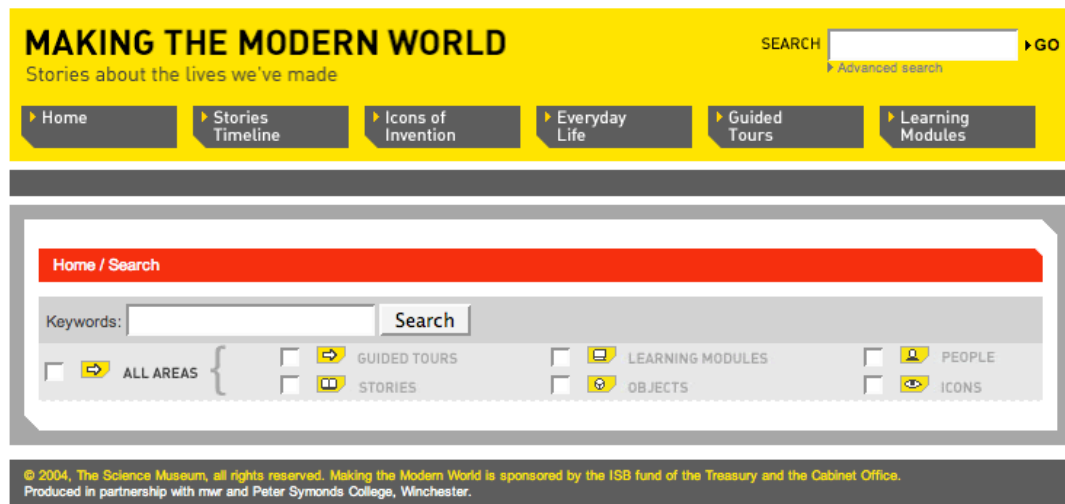 MAKING THE MODERN WORLD
Stories about the lives we've made
SEARCH
GO
Advanced search
Home
Stories
Timeline
Icons of
Invention
Everyday
Life
Guided
Tours
Learning
Modules
Home / Search
Keywords:
Search
ALL AREAS
GUIDED TOURS
LEARNING MODULES
PEOPLE
STORIES
OBJECTS
ICONS
© 2004, The Science Museum, all rights reserved. Making the Modern World is sponsored by the ISB fund of the Treasury and the Cabinet Office.
Produced in partnership with mwr and Peter Symonds College, Winchester.